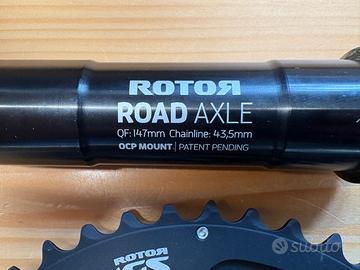 ROTOR
ROAD AXLE
QF: 147mm Chainline: 43,5mm
OCP MOUNT | PATENT PENDING
ROTOR
subito